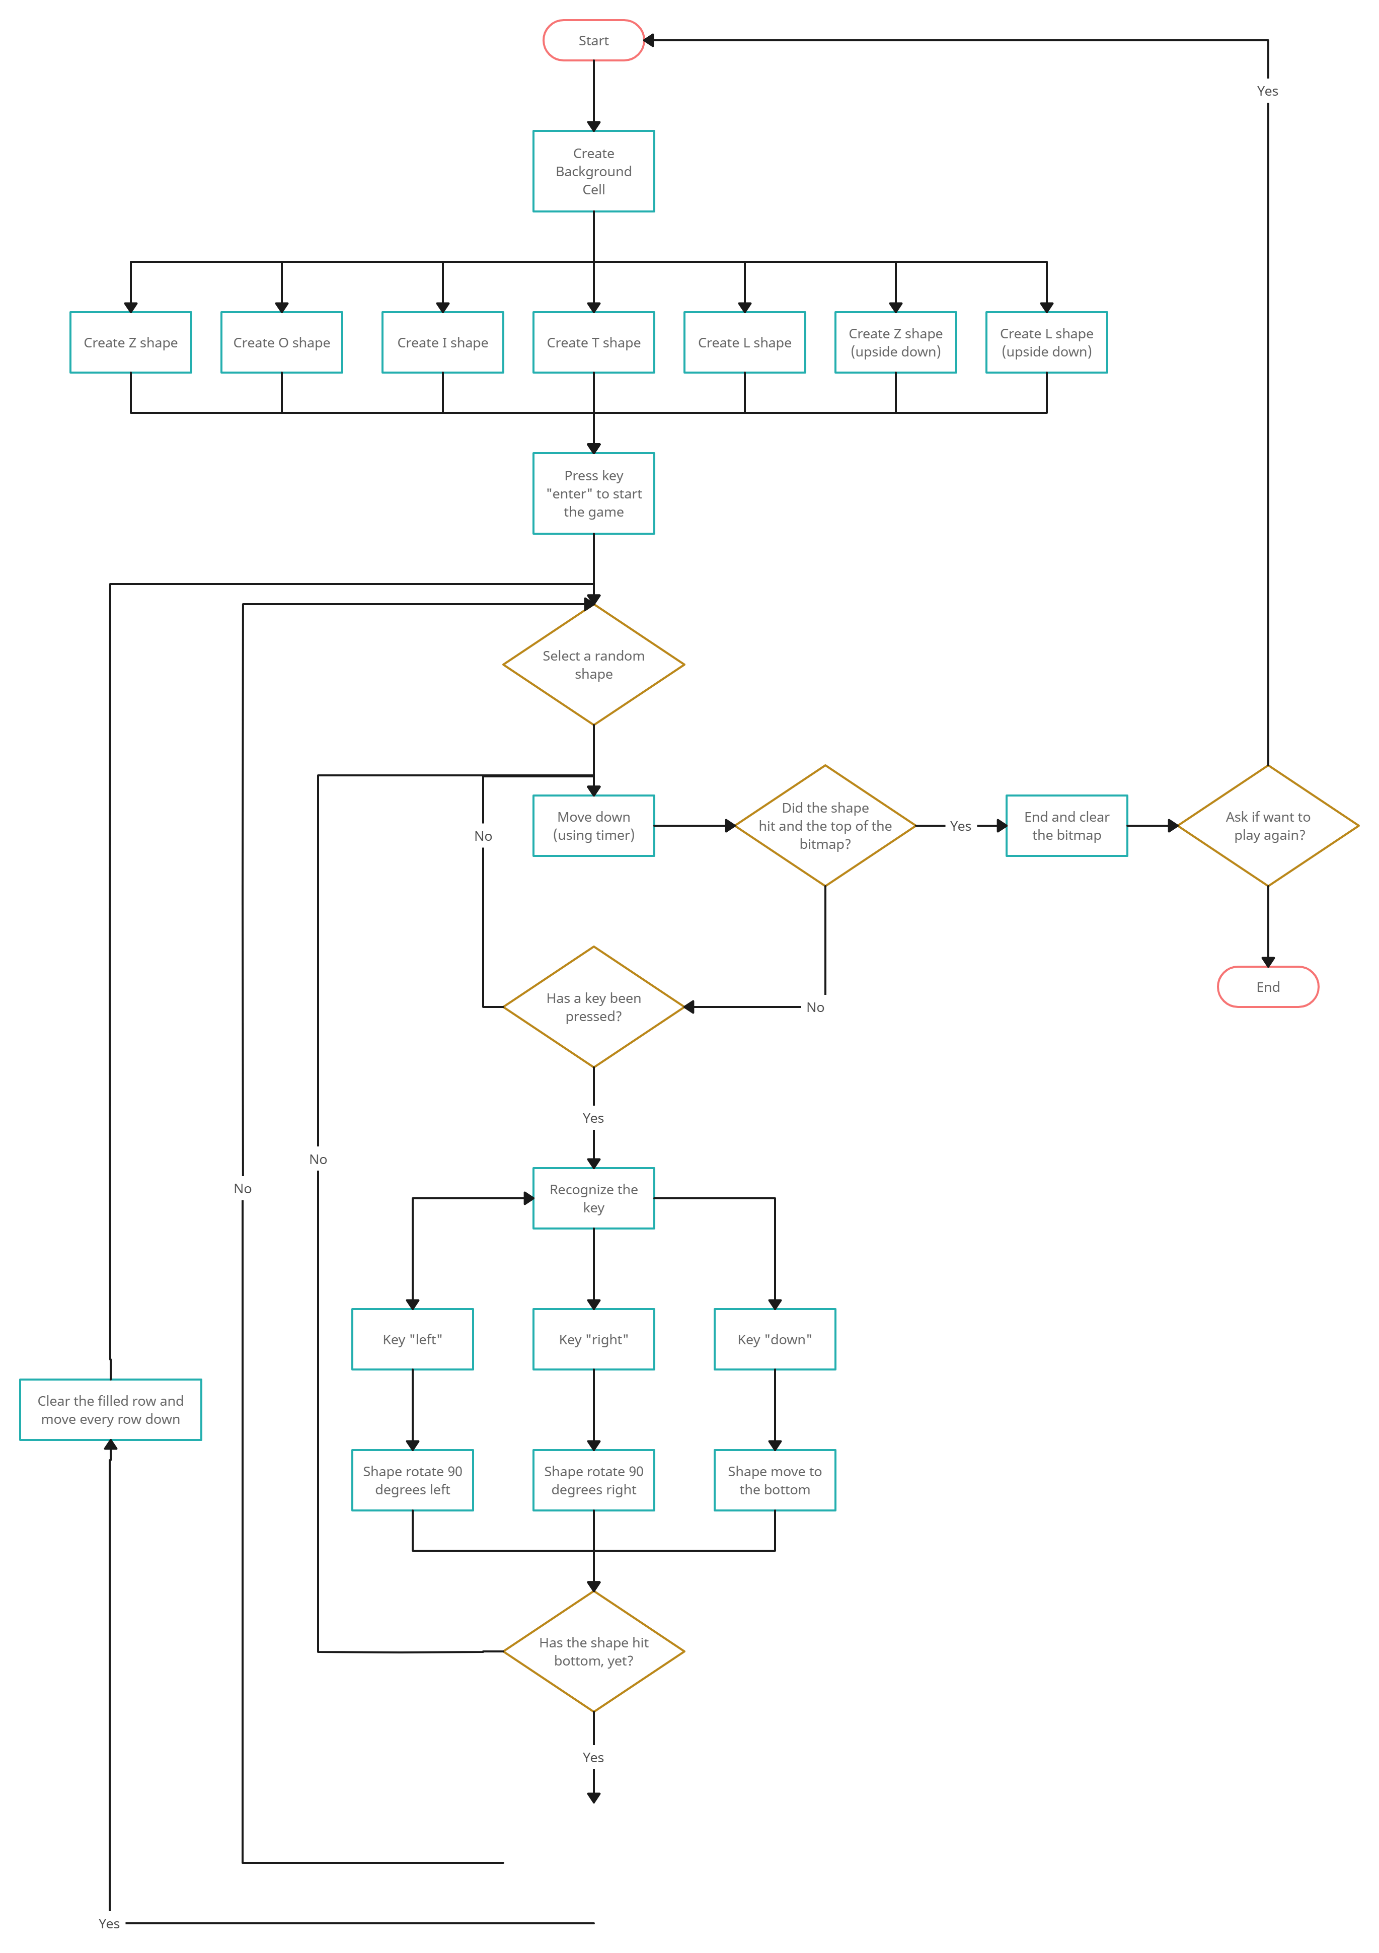 Start
Yes
Create
Background
Cell
Create Z shape
Create O shape
Create I shape
Create T shape
Create L shape
Create Z shape
(upside down)
Create L shape
(upside down)
Press key
"enter" to start
the game
Select a random
shape
Move down
(using timer)
Did the shape
hit and the top of the
bitmap?
Yes
End and clear
the bitmap
Ask if want to
play again?
No
Has a key been
pressed?
No
End
Yes
No
No
Recognize the
key
Key "left"
Key "right"
Key "down"
Clear the filled row and
move every row down
Shape rotate 90
degrees left
Shape rotate 90
degrees right
Shape move to
the bottom
Has the shape hit
bottom, yet?
Yes
Yes